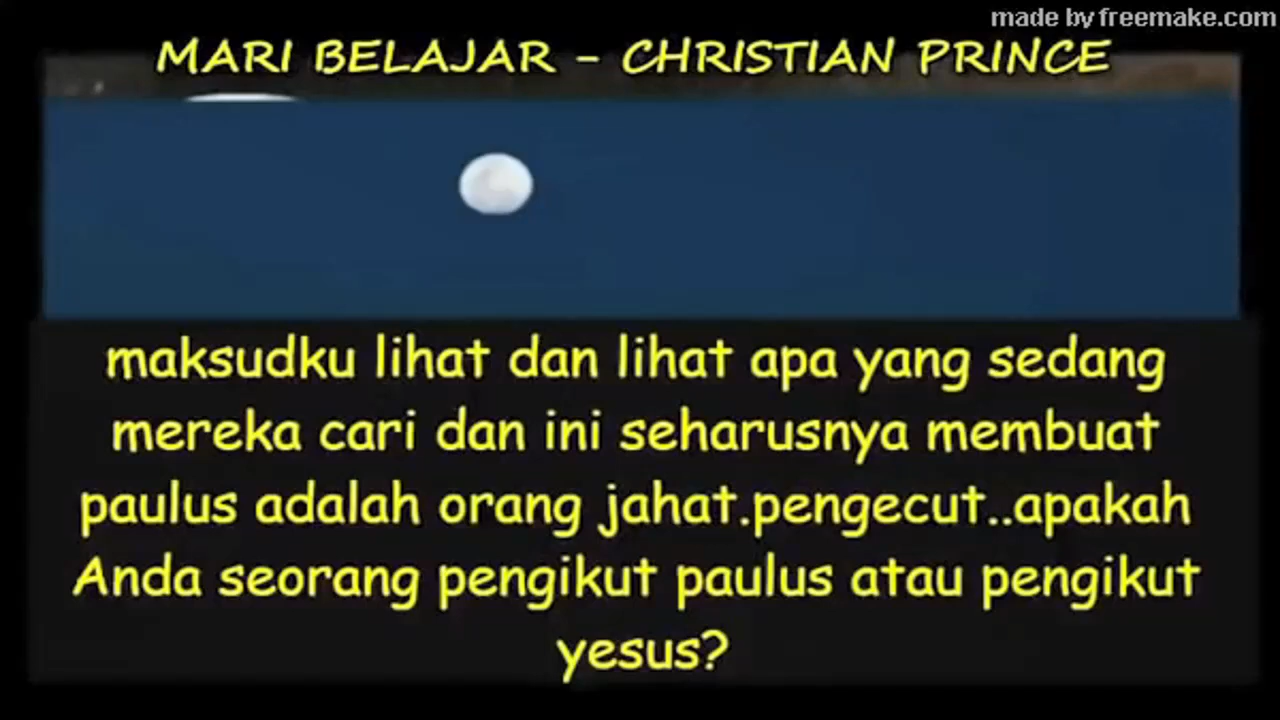 made by freemake.com
MARI BELAJAR - CHRISTIAN PRINCE
maksudku lihat dan lihat apa yang sedang
mereka cari dan ini seharusnya membuat
paulus adalah orang jahat.pengecut..apakah
Anda seorang pengikut paulus atau pengikut
yesus?